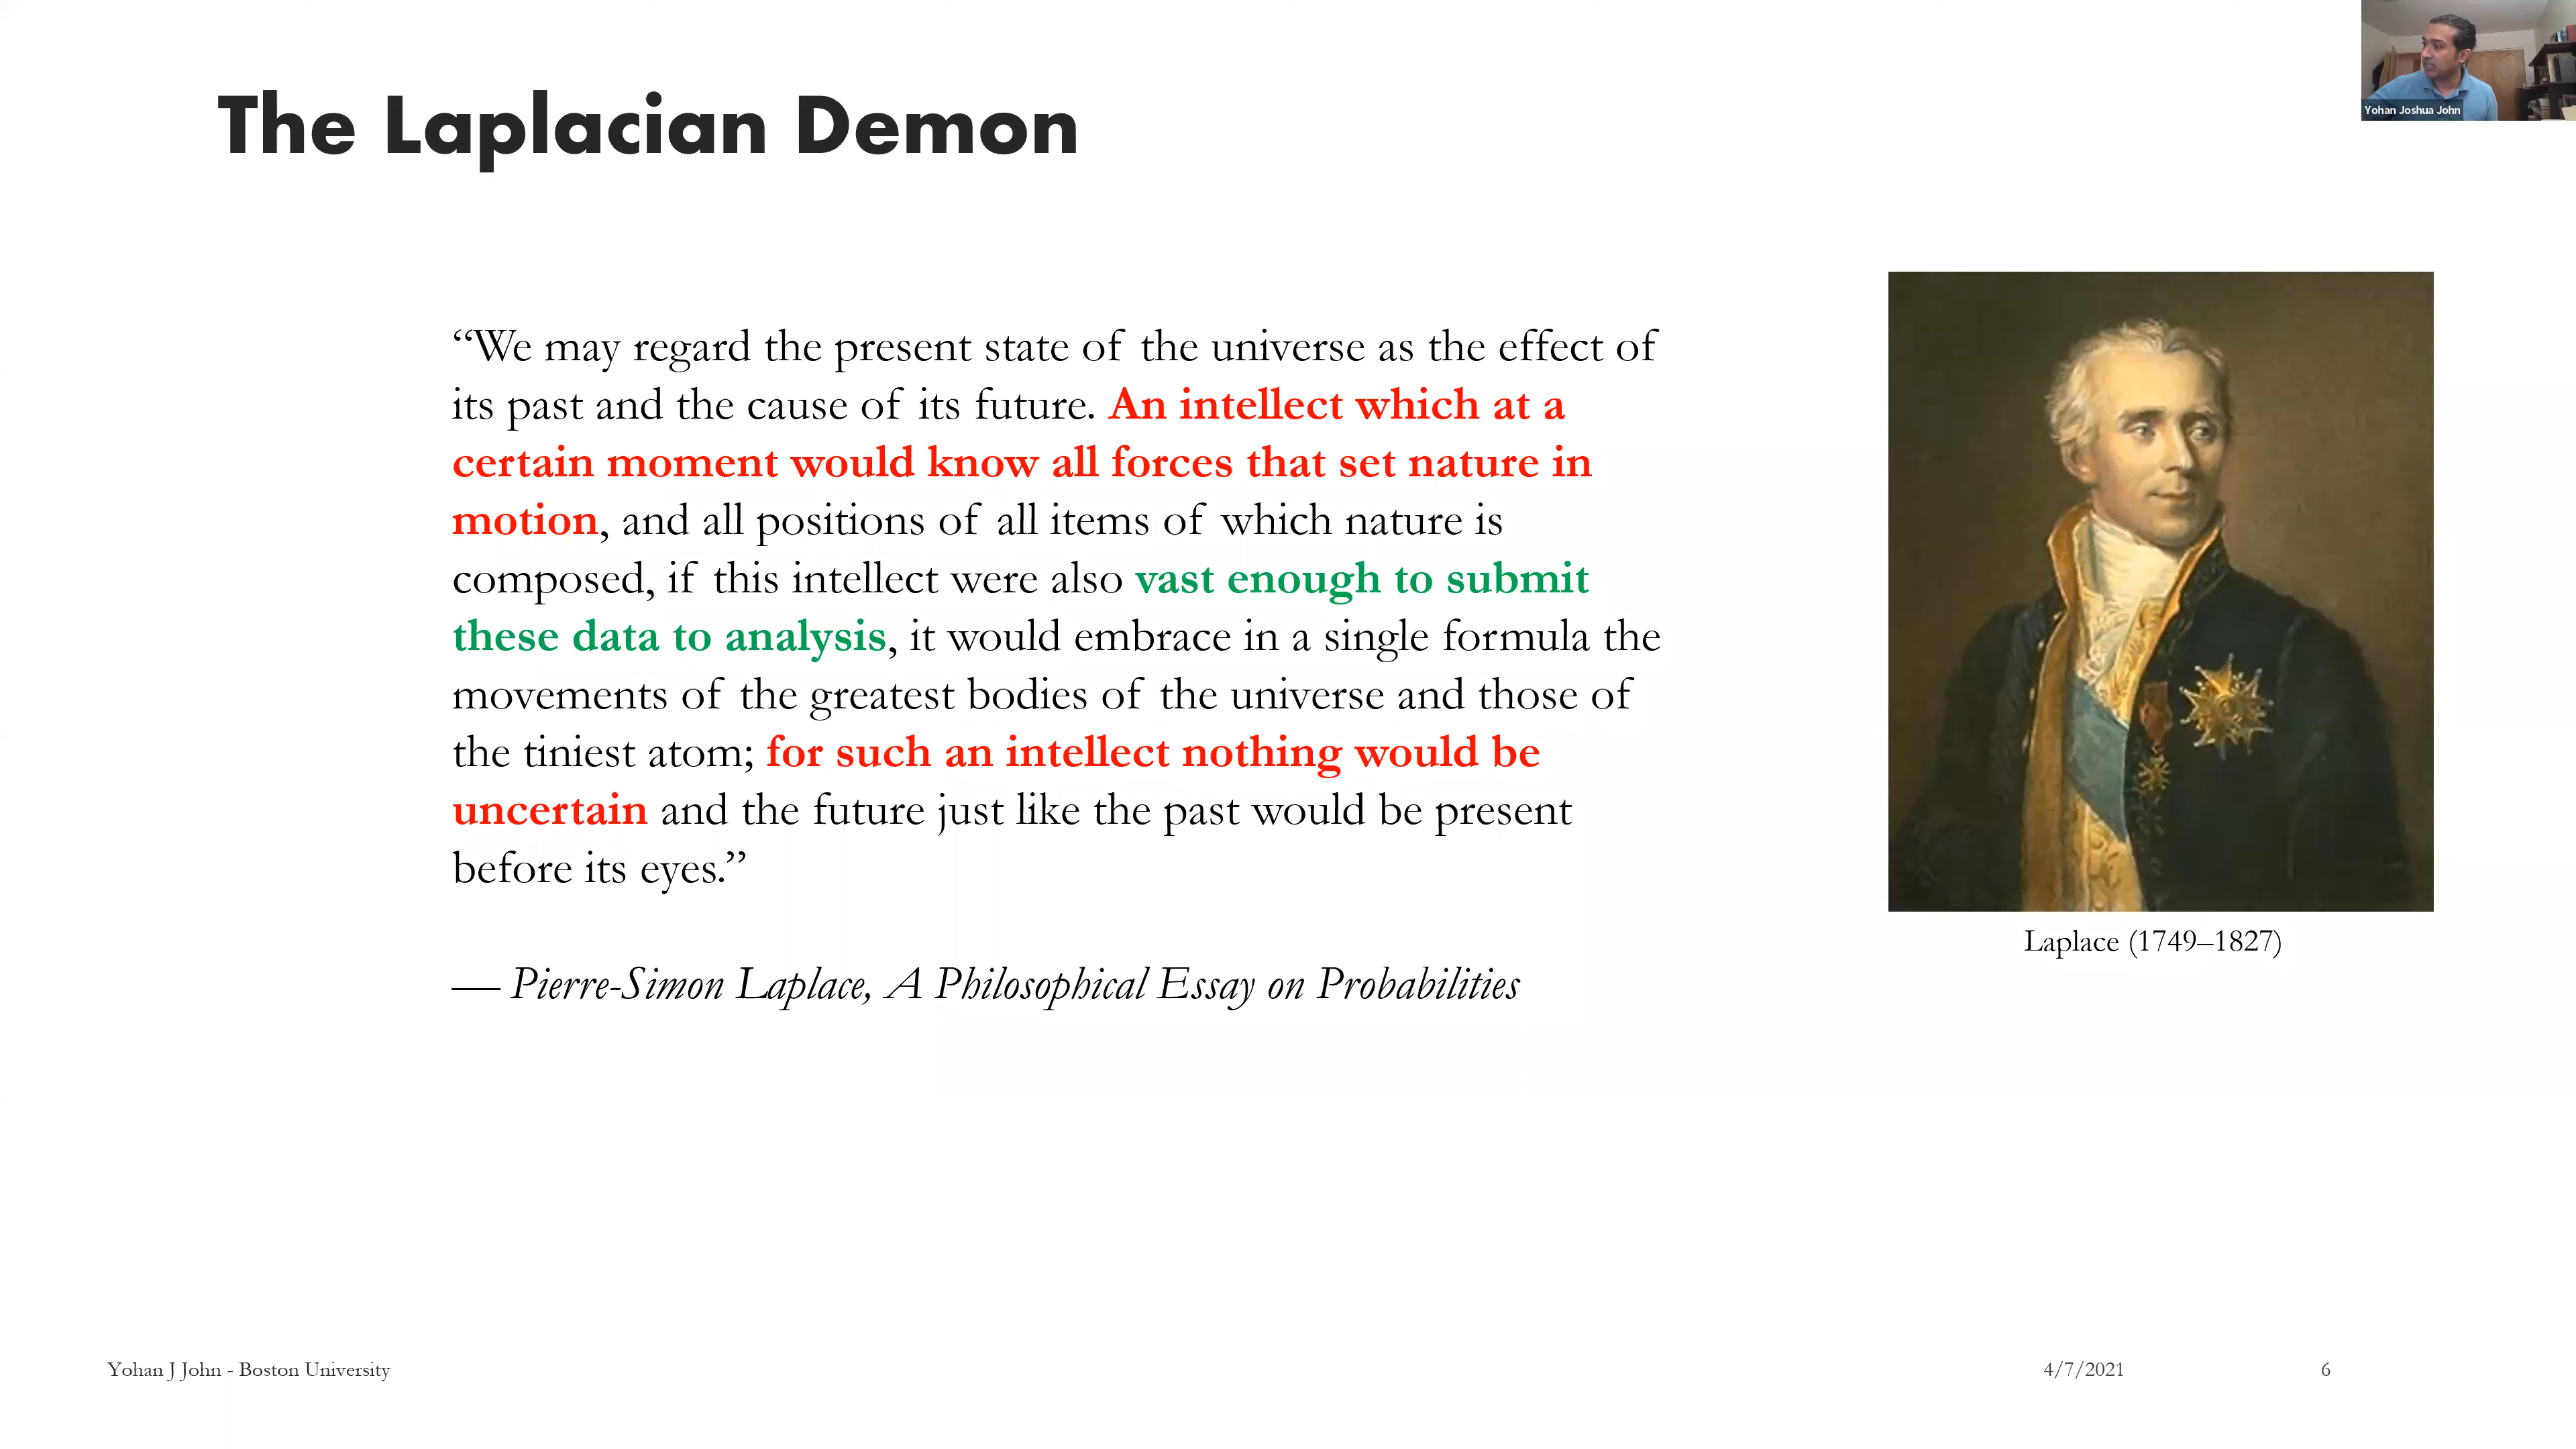 The Laplacian Demon
Yohan Joshua John
“We may regard the present state of the universe as the effect of
its past and the cause of its future. An intellect which at a
certain moment would know all forces that set nature in
motion, and all positions of all items of which nature is
composed, if this intellect were also vast enough to submit
these data to analysis, it would embrace in a single formula the
movements of the greatest bodies of the universe and those of
the tiniest atom; for such an intellect nothing would be
uncertain and the future just like the past would be present
before its eyes.”
— Pierre-Simon Laplace, A Philosophical Essay on Probabilities
Laplace (1749–1827)
Yohan J John - Boston University
4/7/2021
6